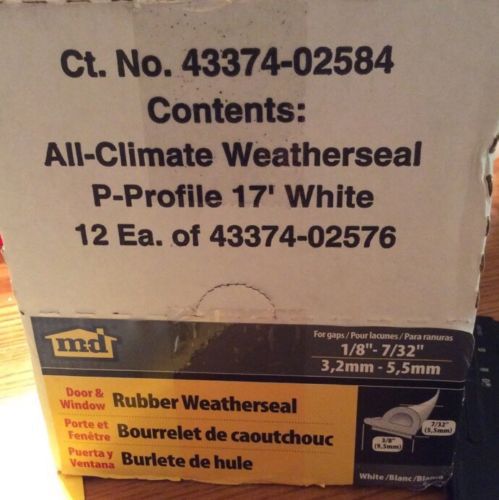 Ct. No. 43374-02584
Contents:
All-Climate Weatherseal
P-Profile 17' White
12 Ea. of 43374-02576
md
For gaps / Pour lacunes / Para ranuras
1/8"- 7/32"
3,2mm - 5,5mm
Door &
Window
Rubber Weatherseal
Porte et
Fenêtre
Bourrelet de caoutchouc
Puerta y
Ventana
Burlete de hule
7/32"
(5,5mm)
3/8"
(9,5mm)
White /Blanc /Blanco